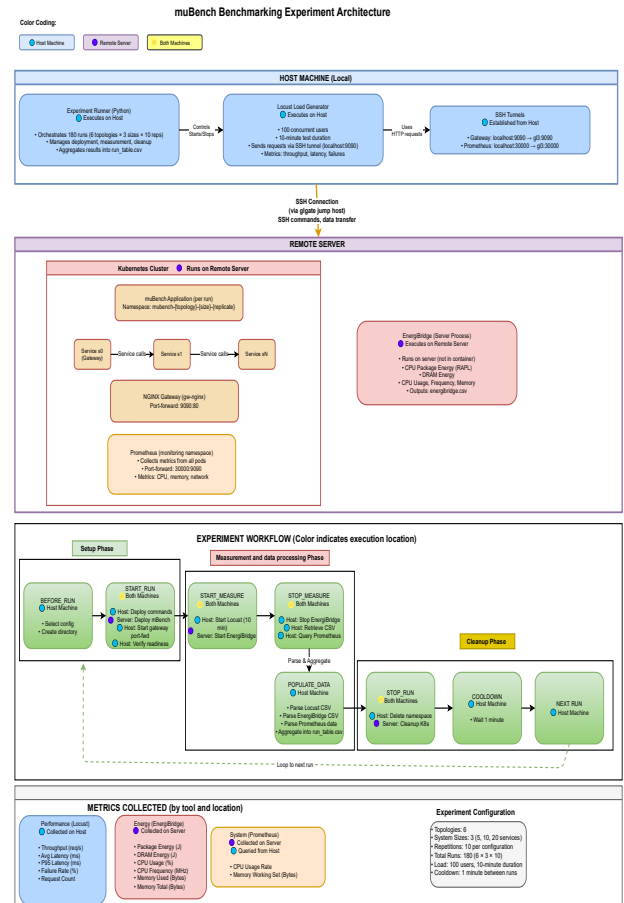 muBench Benchmarking Experiment Architecture
Color Coding:
Host Machine
Remote Server
Both Machines
HOST MACHINE (Local)
Experiment Runner (Python)
Executes on Host
• Orchestrates 180 runs (6 topologies × 3 sizes × 10 reps)
• Manages deployment, measurement, cleanup
• Aggregates results into run_table.csv
Controls
Starts/Stops
Locust Load Generator
Executes on Host
• 100 concurrent users
• 10-minute test duration
• Sends requests via SSH tunnel (localhost:9090)
• Metrics: throughput, latency, failures
Uses
HTTP requests
SSH Tunnels
Established from Host
• Gateway: localhost:9090 → gl3:9090
• Prometheus: localhost:30000 → gl3:30000
SSH Connection
(via glgate jump host)
SSH commands, data transfer
REMOTE SERVER
Kubernetes Cluster
Runs on Remote Server
muBench Application (per run)
Namespace: mubench-{topology}-{size}-{replicate}
Service s0
(Gateway)
Service calls
Service s1
Service calls
Service sN
NGINX Gateway (gw-nginx)
Port-forward: 9090:80
Prometheus (monitoring namespace)
• Collects metrics from all pods
• Port-forward: 30000:9090
• Metrics: CPU, memory, network
EnergiBridge (Server Process)
Executes on Remote Server
• Runs on server (not in container)
• CPU Package Energy (RAPL)
• DRAM Energy
• CPU Usage, Frequency, Memory
• Outputs: energibridge.csv
EXPERIMENT WORKFLOW (Color indicates execution location)
Setup Phase
Measurement and data processing Phase
BEFORE_RUN
Host Machine
• Select config
• Create directory
START_RUN
Both Machines
Host: Deploy commands
Server: Deploy mBench
Host: Start gateway
port-fwd
Host: Verify readiness
START_MEASURE
Both Machines
Host: Start Locust (10
min)
Server: Start EnergiBridge
STOP_MEASURE
Both Machines
Host: Stop EnergiBridge
Host: Retrieve CSV
Host: Query Prometheus
Cleanup Phase
Parse & Aggregate
POPULATE_DATA
Host Machine
• Parse Locust CSV
• Parse EnergiBridge CSV
• Parse Prometheus data
• Aggregate into run_table.csv
STOP_RUN
Both Machines
Host: Delete namespace
Server: Cleanup K8s
COOLDOWN
Host Machine
• Wait 1 minute
NEXT RUN
Host Machine
Loop to next run
METRICS COLLECTED (by tool and location)
Performance (Locust)
Collected on Host
• Throughput (req/s)
• Avg Latency (ms)
• P95 Latency (ms)
• Failure Rate (%)
• Request Count
Energy (EnergiBridge)
Collected on Server
• Package Energy (J)
• DRAM Energy (J)
• CPU Usage (%)
• CPU Frequency (MHz)
• Memory Used (Bytes)
• Memory Total (Bytes)
System (Prometheus)
Collected on Server
Queried from Host
• CPU Usage Rate
• Memory Working Set (Bytes)
Experiment Configuration
• Topologies: 6
• System Sizes: 3 (5, 10, 20 services)
• Repetitions: 10 per configuration
• Total Runs: 180 (6 × 3 × 10)
• Load: 100 users, 10-minute duration
• Cooldown: 1 minute between runs